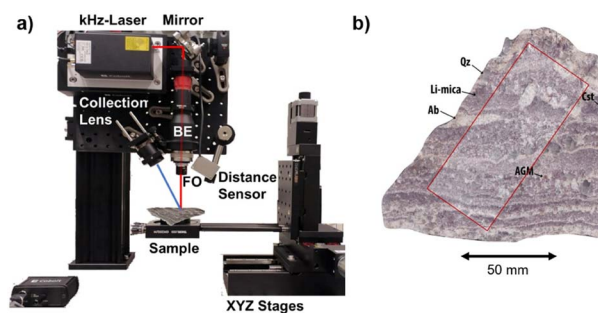 a)
kHz-Laser
Mirror
Collection
Lens
BE
FO
Distance
Sensor
Sample
XYZ Stages
b)
Qz
Li-mica
Ab
Cst
AGM
50 mm